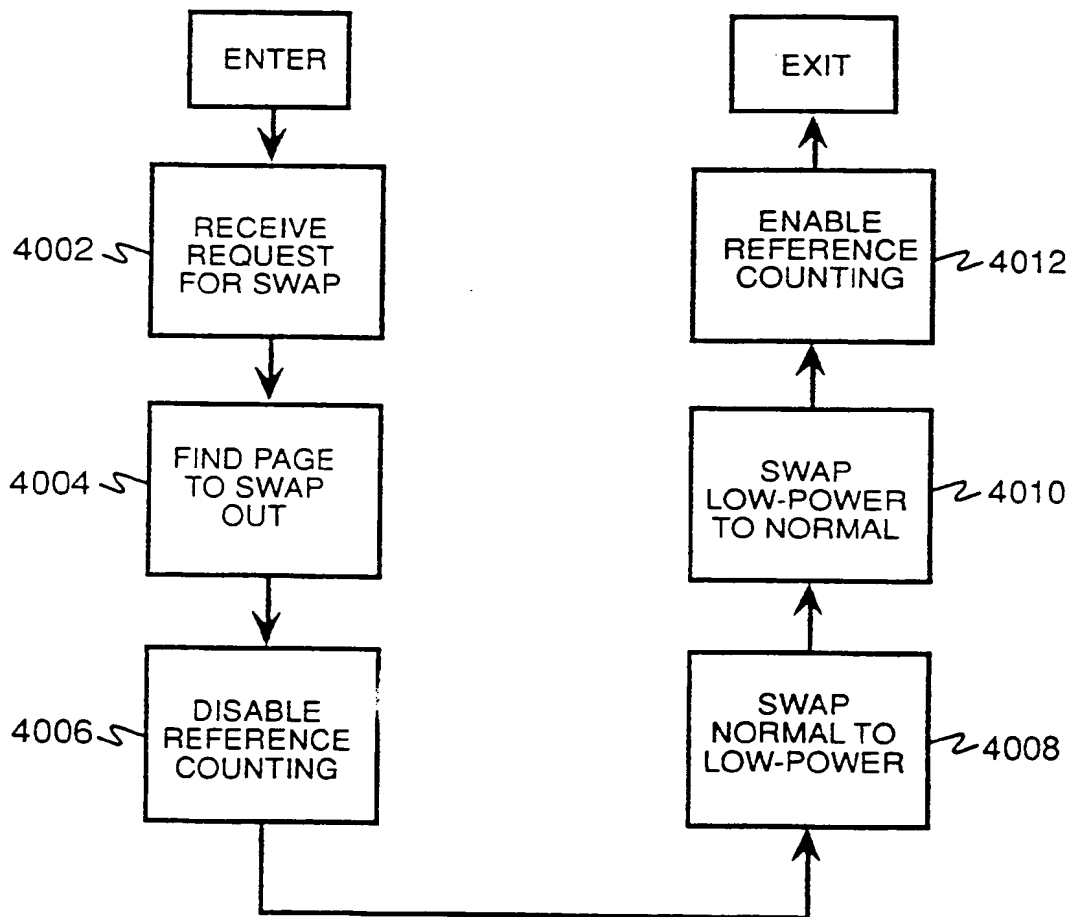 ENTER
4002
RECEIVE
REQUEST
FOR SWAP
4004
FIND PAGE
TO SWAP
OUT
4006
DISABLE
REFERENCE
COUNTING
4008
SWAP
NORMAL TO
LOW-POWER
4010
SWAP
LOW-POWER
TO NORMAL
4012
ENABLE
REFERENCE
COUNTING
EXIT